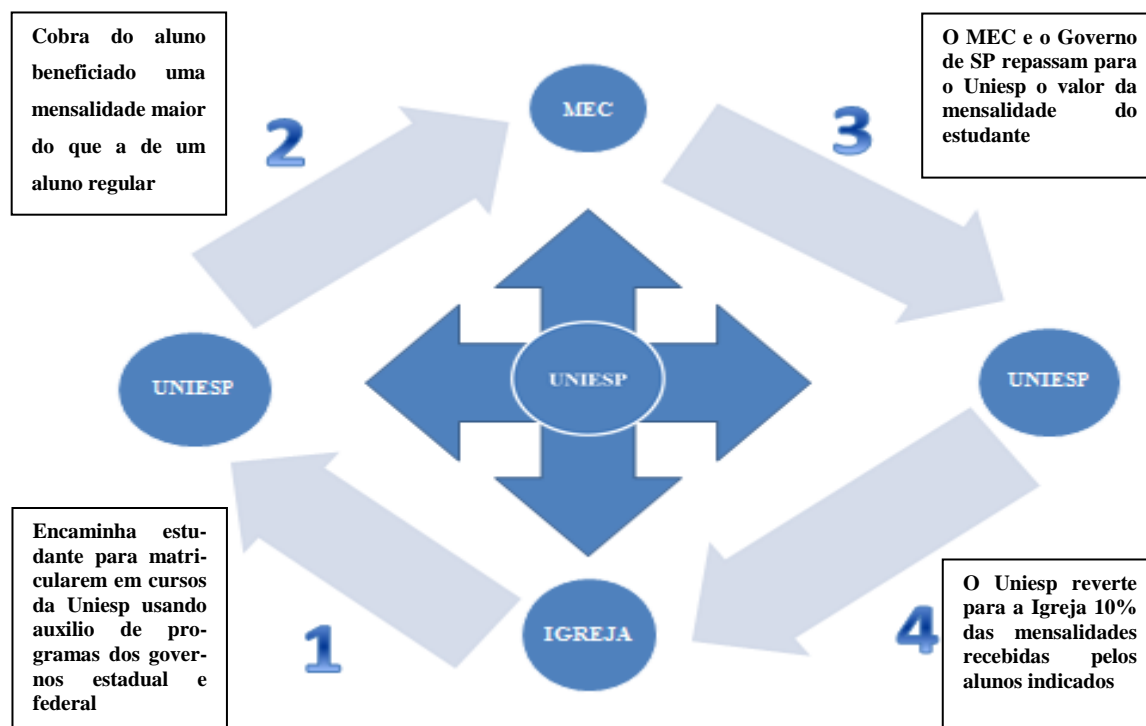 Cobra do aluno
beneficiado uma
mensalidade maior
do que a de um
aluno regular
2
MEC
3
O MEC e o Governo
de SP repassam para
o Uniesp o valor da
mensalidade do
estudante
UNIESP
UNIESP
UNIESP
Encaminha estu-
dante para matri-
cularem em cursos
da Uniesp usando
auxilio de pro-
gramas dos gover-
nos estadual e
federal
1
IGREJA
4
O Uniesp reverte
para a Igreja 10%
das mensalidades
recebidas pelos
alunos indicados